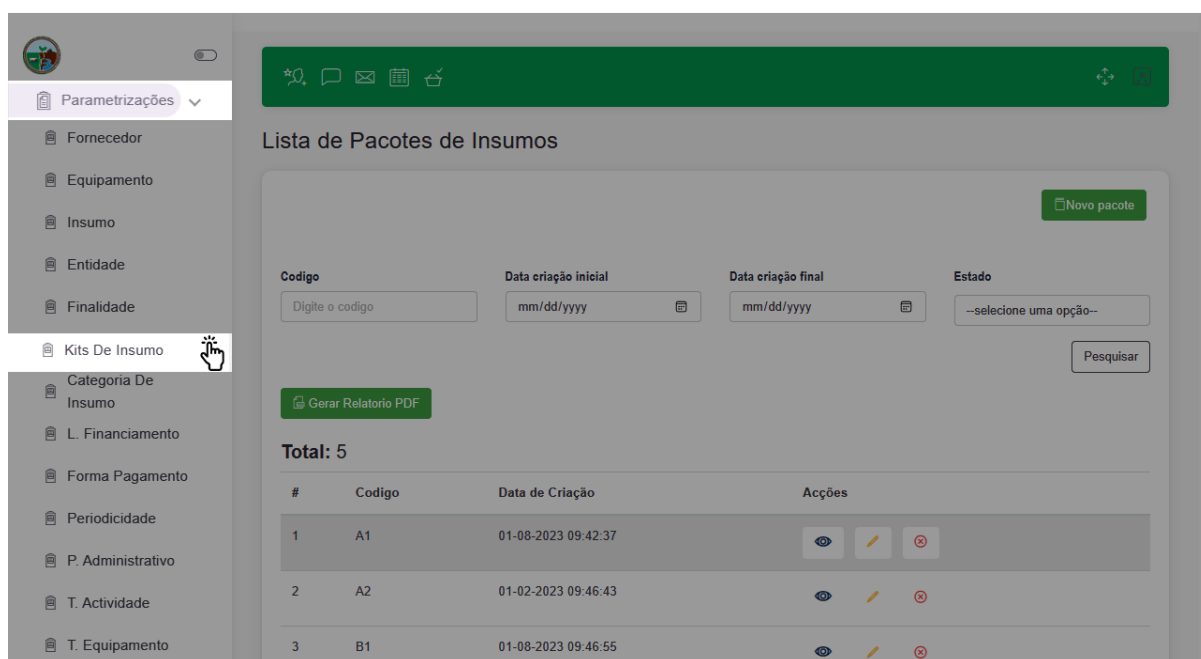 Parametrizações
Fornecedor
Equipamento
Insumo
Entidade
Finalidade
Kits De Insumo
Categoria De
Insumo
L. Financiamento
Forma Pagamento
Periodicidade
P. Administrativo
T. Actividade
T. Equipamento
Lista de Pacotes de Insumos
Novo pacote
Codigo Data criação inicial Data criação final Estado
Digite o codigo mm/dd/yyyy mm/dd/yyyy --selecione uma opção--
Pesquisar
Gerar Relatorio PDF
Total: 5
# Codigo Data de Criação Acções
1 A1 01-08-2023 09:42:37
2 A2 01-02-2023 09:46:43
3 B1 01-08-2023 09:46:55